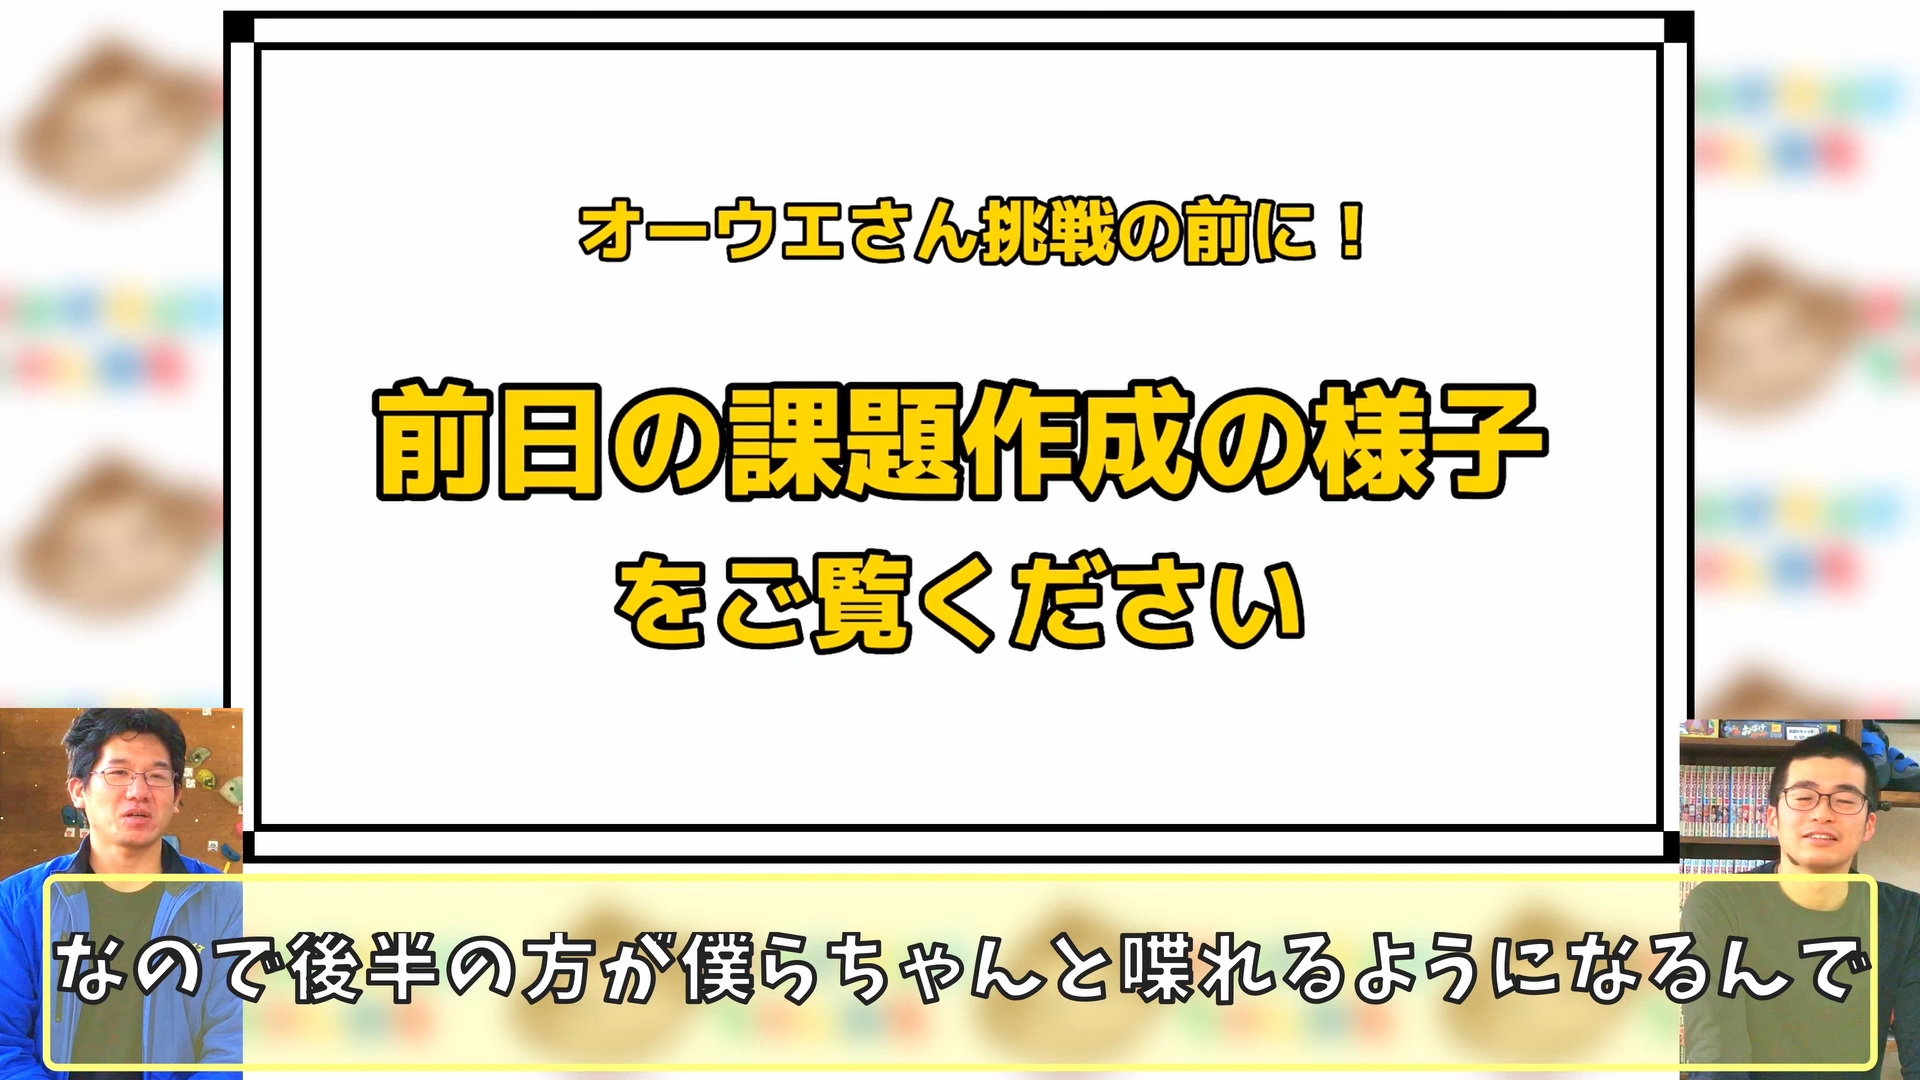 オーウエさん挑戦の前に！
前日の課題作成の様子
をご覧ください
なので後半の方が僕らちゃんと喋れるようになるんで